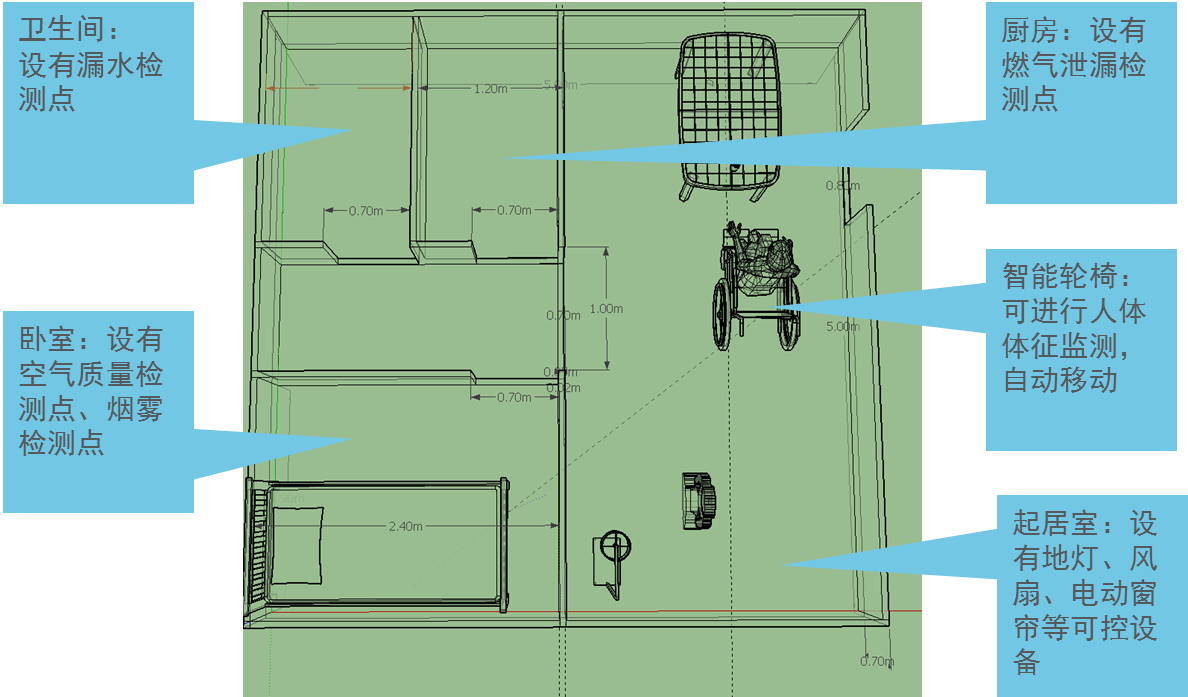 卫生间：
设有漏水检
测点
厨房：设有
燃气泄漏检
测点
5.00m
1.20m
0.80m
0.70m
0.70m
智能轮椅：
可进行人体
体征监测，
自动移动
0.70m
1.00m
5.00m
卧室：设有
空气质量检
测点、烟雾
检测点
0.02m
0.70m
2.40m
起居室：设
有地灯、风
扇、电动窗
帘等可控设
备
0.70m